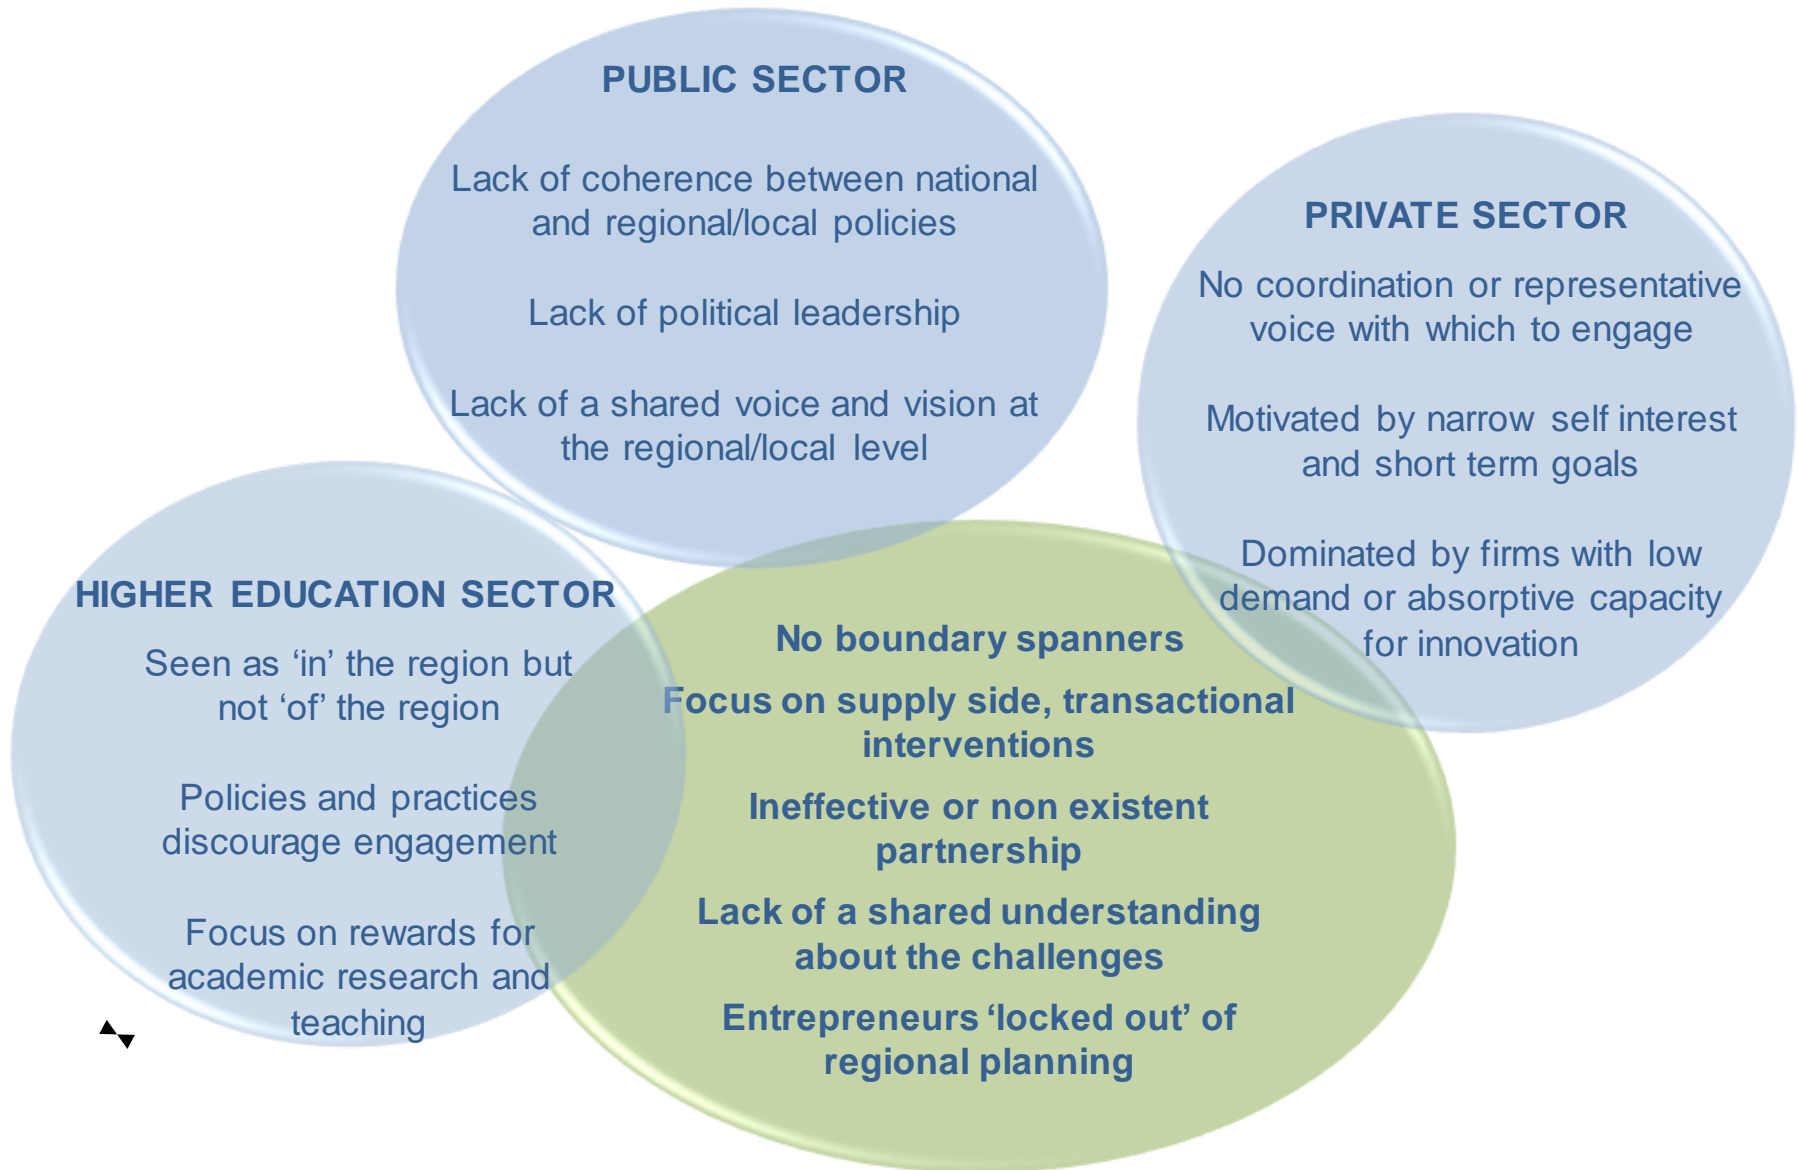 PUBLIC SECTOR
Lack of coherence between national
and regional/local policies
Lack of political leadership
Lack of a shared voice and vision at
the regional/local level
PRIVATE SECTOR
No coordination or representative
voice with which to engage
Motivated by narrow self interest
and short term goals
Dominated by firms with low
demand or absorptive capacity
for innovation
HIGHER EDUCATION SECTOR
Seen as ‘in’ the region but
not ‘of’ the region
Policies and practices
discourage engagement
Focus on rewards for
academic research and
teaching
No boundary spanners
Focus on supply side, transactional
interventions
Ineffective or non existent
partnership
Lack of a shared understanding
about the challenges
Entrepreneurs ‘locked out’ of
regional planning